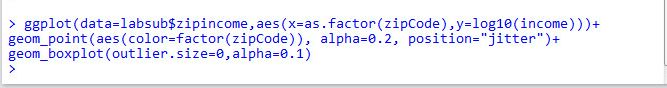 > ggplot(data=labsub$zipincome,aes(x=as.factor(zipCode),y=log10(income)))+
geom_point(aes(color=factor(zipCode)), alpha=0.2, position="jitter")+
geom_boxplot(outlier.size=0,alpha=0.1)
>